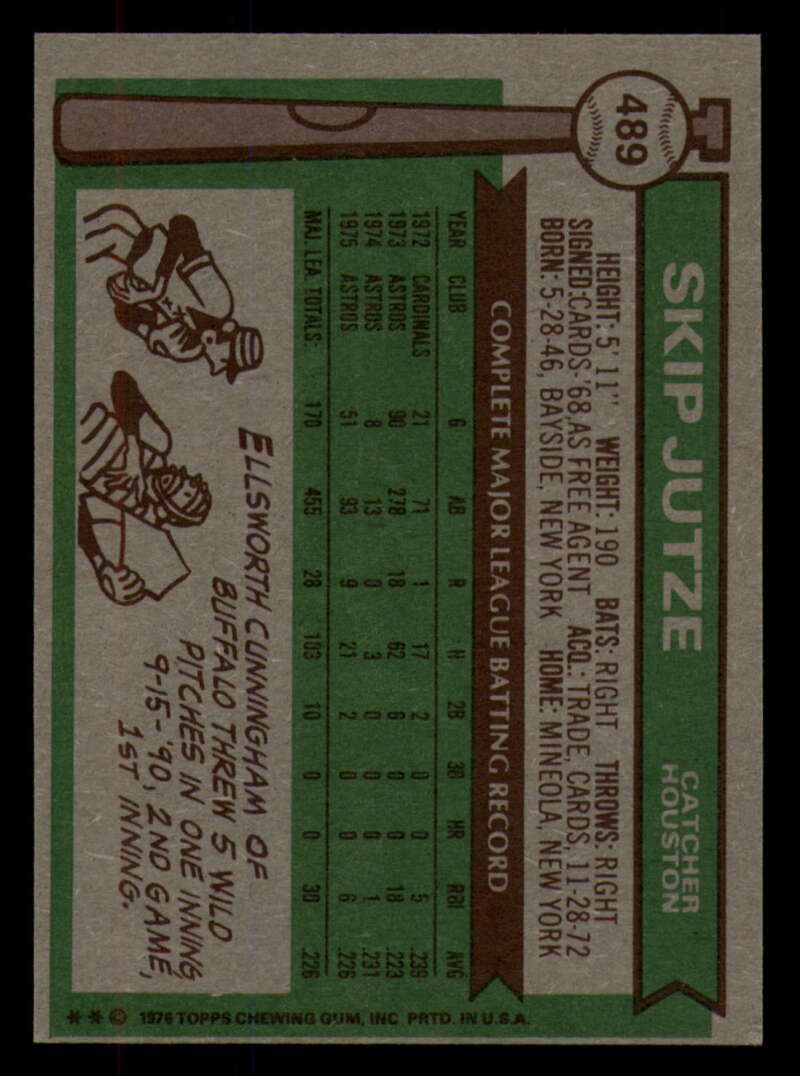 489
SKIP JUTZE
CATCHER
HOUSTON
HEIGHT: 5' 11" WEIGHT: 190 BATS: RIGHT THROWS: RIGHT
SIGNED: CARDS-'68, AS FREE AGENT ACQ.: TRADE, CARDS, 11-28-72
BORN: 5-28-46, BAYSIDE, NEW YORK HOME: MINEOLA, NEW YORK
COMPLETE MAJOR LEAGUE BATTING RECORD
YEAR CLUB G AB R H 2B 3B HR RBI AVG
1972 CARDINALS 21 71 1 17 2 0 0 5 .239
1973 ASTROS 90 278 18 62 6 0 0 18 .223
1974 ASTROS 8 13 0 3 0 0 0 1 .231
1975 ASTROS 51 93 9 21 2 0 0 6 .226
MAJ. LEA. TOTALS: 170 455 28 103 10 0 0 30 .226
ELLSWORTH CUNNINGHAM OF
BUFFALO THREW 5 WILD
PITCHES IN ONE INNING
9-15-'90, 2ND GAME,
1ST INNING.
* * © 1976 TOPPS CHEWING GUM, INC PRTD. IN U.S.A.